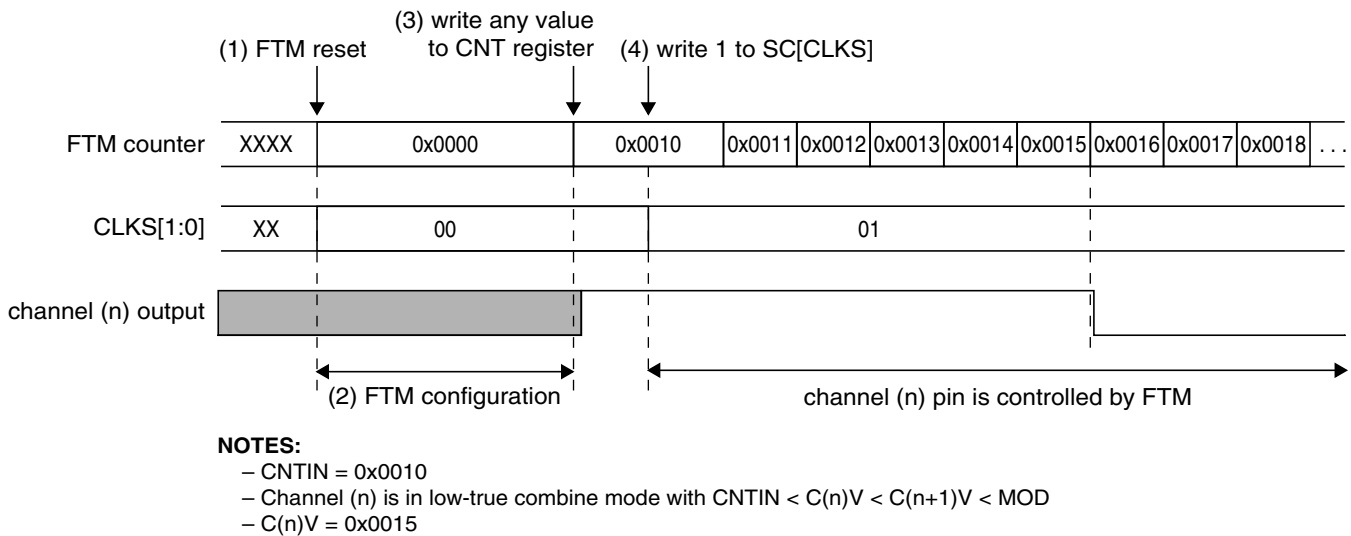 (3) write any value
(1) FTM reset to CNT register (4) write 1 to SC[CLKS]
FTM counter XXXX 0x0000 0x0010 0x0011 0x0012 0x0013 0x0014 0x0015 0x0016 0x0017 0x0018 . . .
CLKS[1:0] XX 00 01
channel (n) output
(2) FTM configuration channel (n) pin is controlled by FTM
NOTES:
– CNTIN = 0x0010
– Channel (n) is in low-true combine mode with CNTIN < C(n)V < C(n+1)V < MOD
– C(n)V = 0x0015